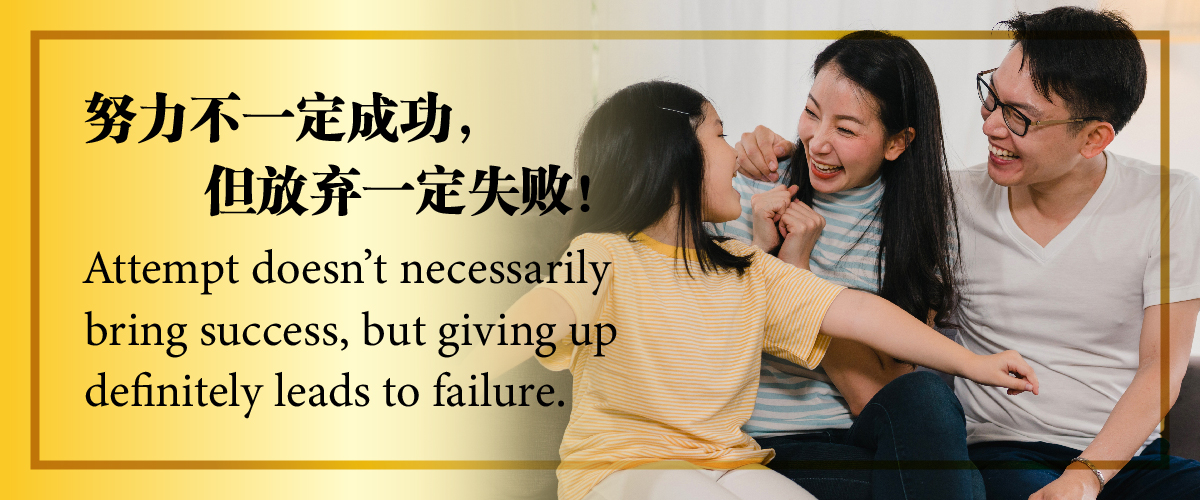 努力不一定成功，
但放弃一定失败！
Attempt doesn’t necessarily
bring success, but giving up
definitely leads to failure.